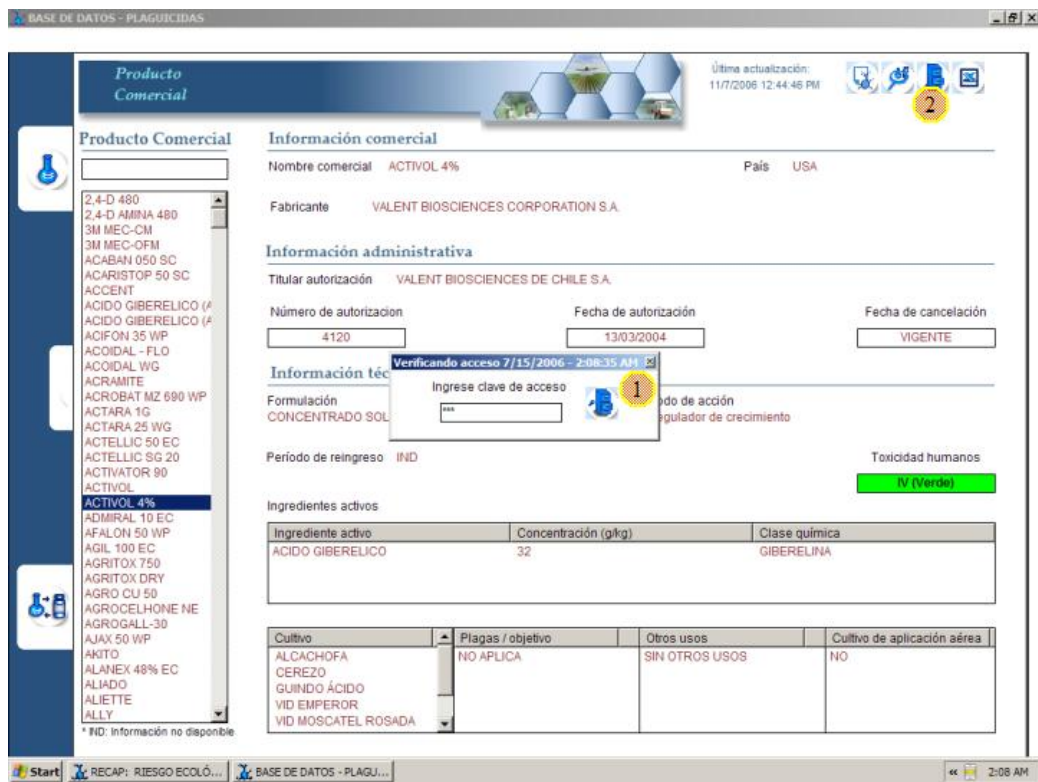 BASE DE DATOS - PLAGUICIDAS
Producto
Comercial
Última actualización:
11/7/2006 12:44:46 PM
2
Producto Comercial
2,4-D 480
2,4-D AMINA 480
3M MEC-CM
3M MEC-OFM
ACABAN 050 SC
ACARISTOP 50 SC
ACCENT
ACIDO GIBERELICO (A
ACIDO GIBERELICO (A
ACIFON 35 WP
ACOIDAL - FLO
ACOIDAL WG
ACRAMITE
ACROBAT MZ 690 WP
ACTARA 1G
ACTARA 25 WG
ACTELLIC 50 EC
ACTELLIC SG 20
ACTIVATOR 90
ACTIVOL
ACTIVOL 4%
ADMIRAL 10 EC
AFALON 50 WP
AGIL 100 EC
AGRITOX 750
AGRITOX DRY
AGRO CU 50
AGROCELHONE NE
AGROGALL-30
AJAX 50 WP
AKITO
ALANEX 48% EC
ALIADO
ALIETTE
ALLY
* IND: Información no disponible
Información comercial
Nombre comercial ACTIVOL 4% País USA
Fabricante VALENT BIOSCIENCES CORPORATION S.A.
Información administrativa
Titular autorización VALENT BIOSCIENCES DE CHILE S.A.
Número de autorizacion Fecha de autorización Fecha de cancelación
4120 13/03/2004 VIGENTE
Verificando acceso 7/15/2006 - 2:08:35 AM
Ingrese clave de acceso
***
1
Información téc
Formulación odo de acción
CONCENTRADO SOL egulador de crecimiento
Período de reingreso IND Toxicidad humanos
IV (Verde)
Ingredientes activos
Ingrediente activo Concentración (g/kg) Clase química
ACIDO GIBERELICO 32 GIBERELINA
Cultivo Plagas / objetivo Otros usos Cultivo de aplicación aérea
ALCACHOFA NO APLICA SIN OTROS USOS NO
CEREZO
GUINDO ÁCIDO
VID EMPEROR
VID MOSCATEL ROSADA
Start RECAP: RIESGO ECOLÓ... BASE DE DATOS - PLAGU... « 2:08 AM